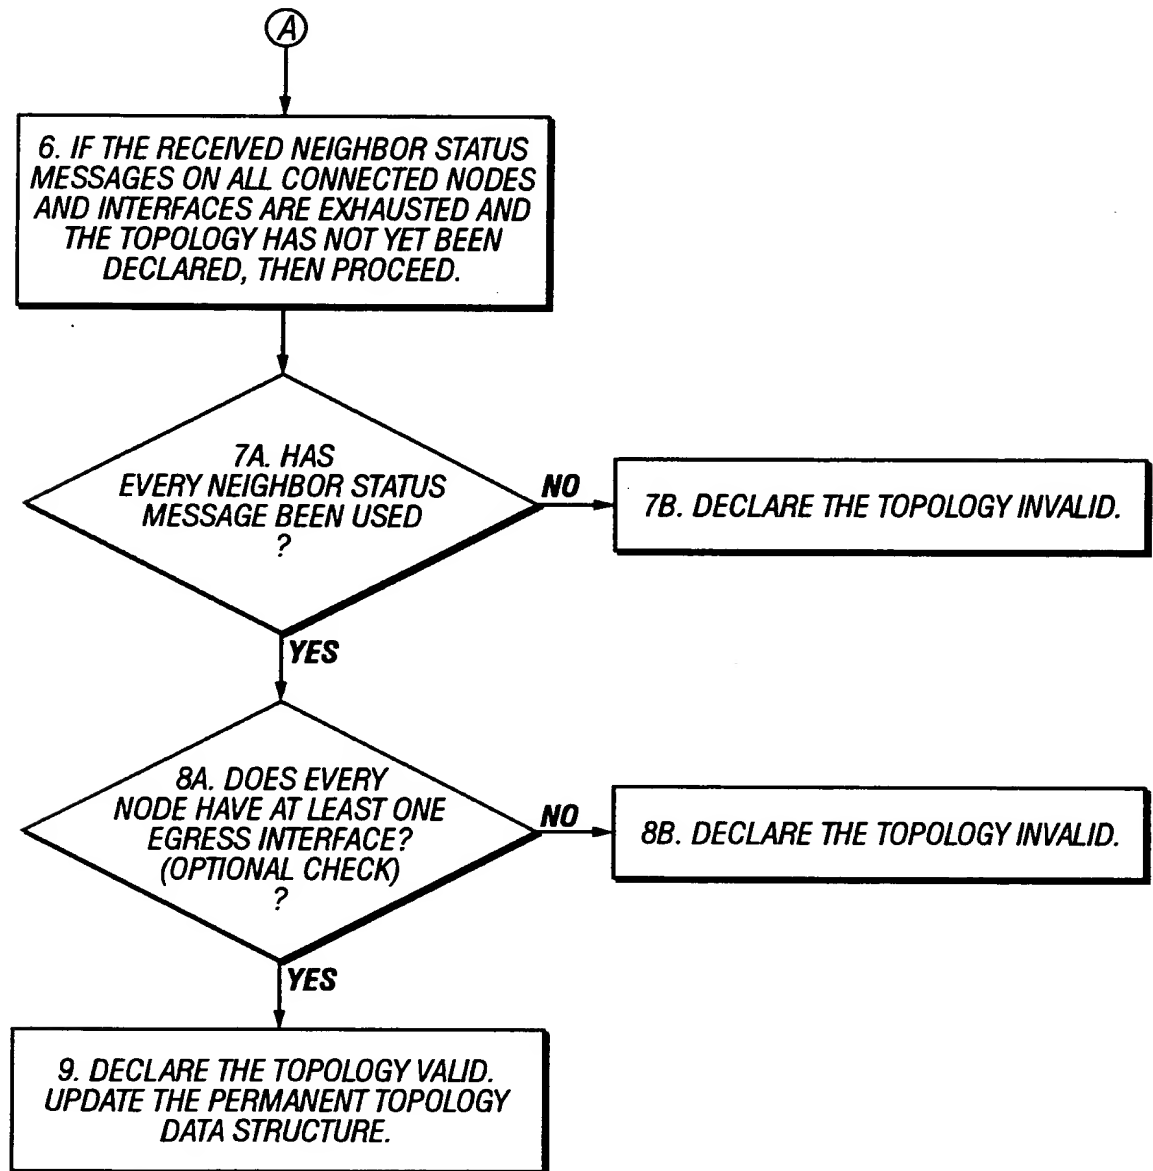 A
6. IF THE RECEIVED NEIGHBOR STATUS
MESSAGES ON ALL CONNECTED NODES
AND INTERFACES ARE EXHAUSTED AND
THE TOPOLOGY HAS NOT YET BEEN
DECLARED, THEN PROCEED.
7A. HAS
EVERY NEIGHBOR STATUS
MESSAGE BEEN USED
?
NO
7B. DECLARE THE TOPOLOGY INVALID.
YES
8A. DOES EVERY
NODE HAVE AT LEAST ONE
EGRESS INTERFACE?
(OPTIONAL CHECK)
?
NO
8B. DECLARE THE TOPOLOGY INVALID.
YES
9. DECLARE THE TOPOLOGY VALID.
UPDATE THE PERMANENT TOPOLOGY
DATA STRUCTURE.